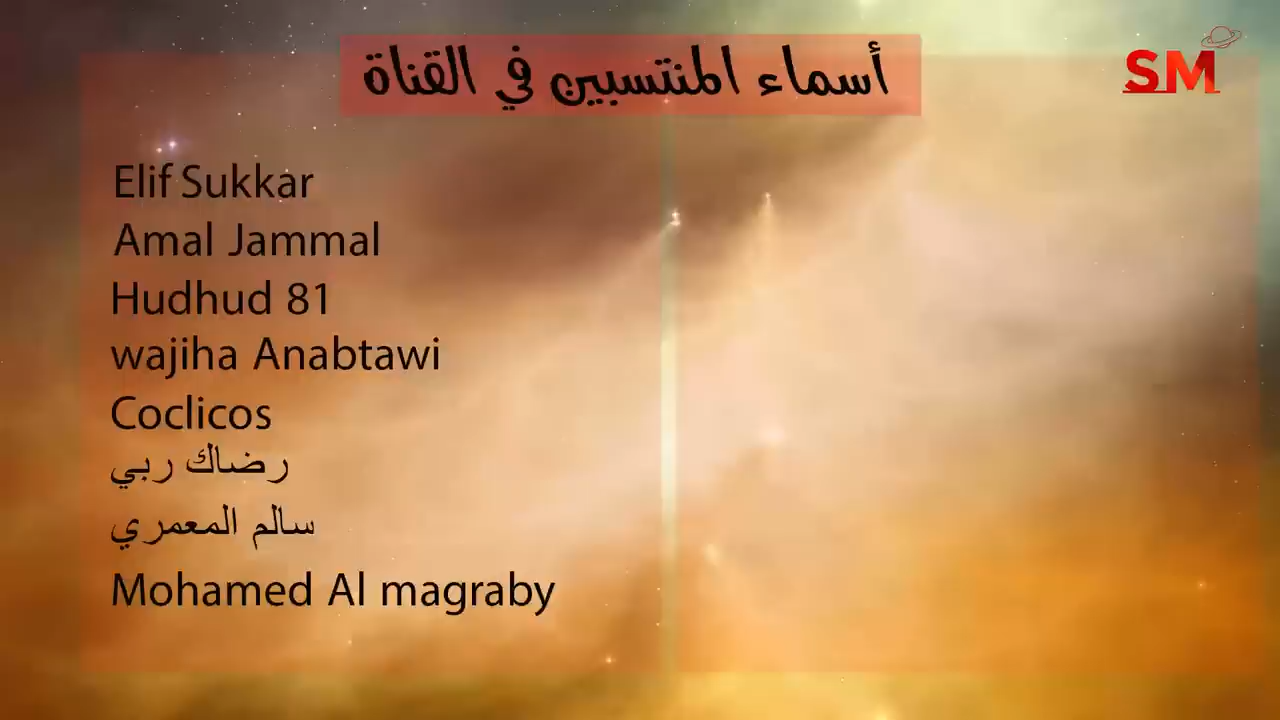 أسماء المنتسبين في القناة
SM
Elif Sukkar
Amal Jammal
Hudhud 81
wajiha Anabtawi
Coclicos
رضاك ربي
سالم المعمري
Mohamed Al magraby